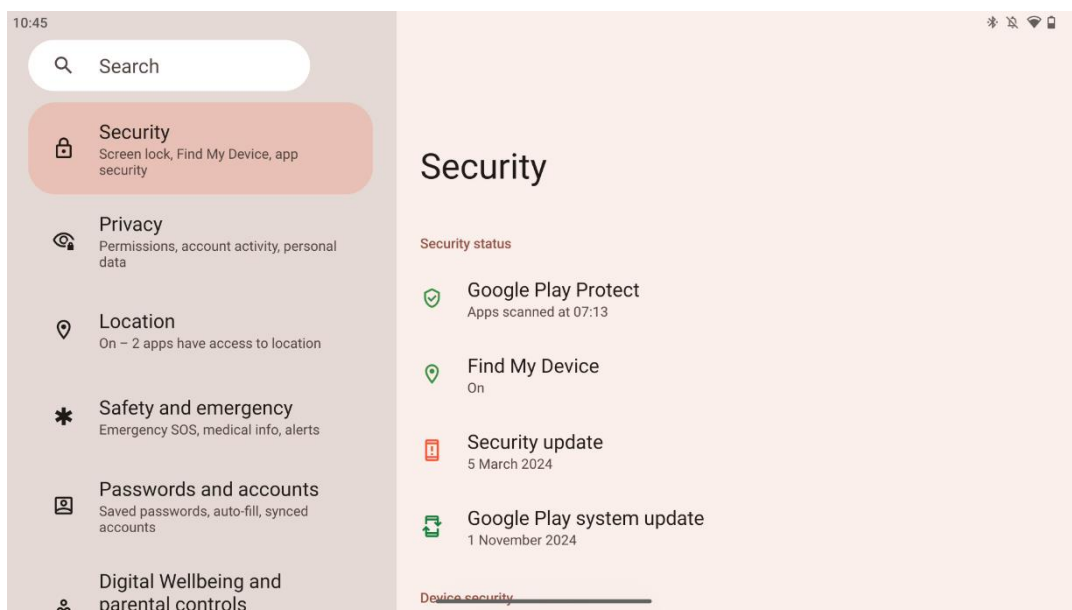 10:45
Search
Security
Screen lock, Find My Device, app
security
Privacy
Permissions, account activity, personal
data
Location
On – 2 apps have access to location
Safety and emergency
Emergency SOS, medical info, alerts
Passwords and accounts
Saved passwords, auto-fill, synced
accounts
Digital Wellbeing and
parental controls
Security
Security status
Google Play Protect
Apps scanned at 07:13
Find My Device
On
Security update
5 March 2024
Google Play system update
1 November 2024
Device security